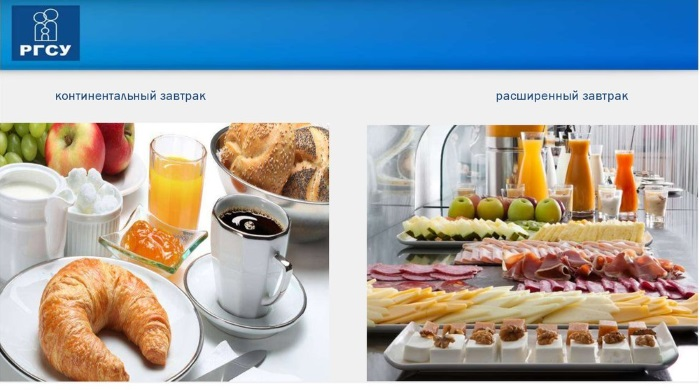 РГСУ
континентальный завтрак
расширенный завтрак